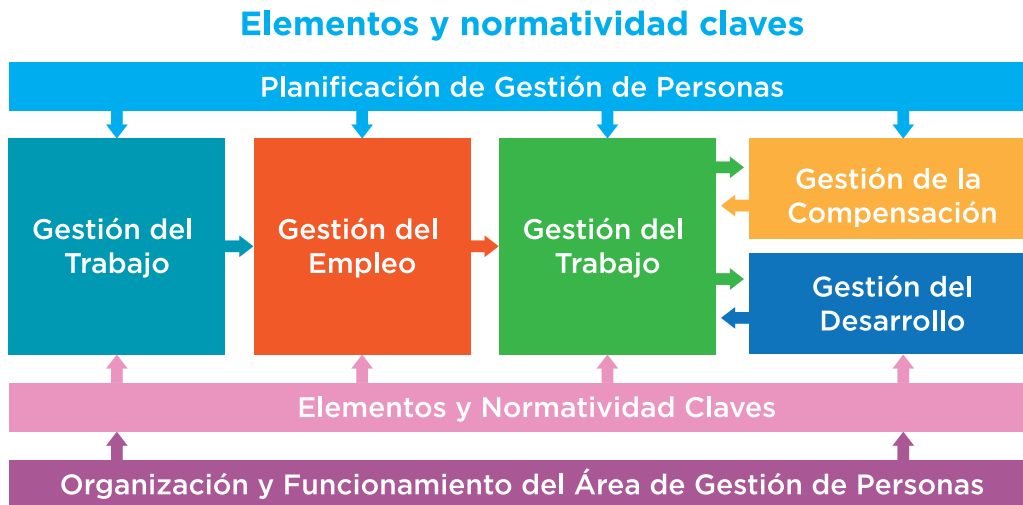 Elementos y normatividad claves
Planificación de Gestión de Personas
Gestión del
Trabajo
Gestión del
Empleo
Gestión del
Trabajo
Gestión de la
Compensación
Gestión del
Desarrollo
Elementos y Normatividad Claves
Organización y Funcionamiento del Área de Gestión de Personas